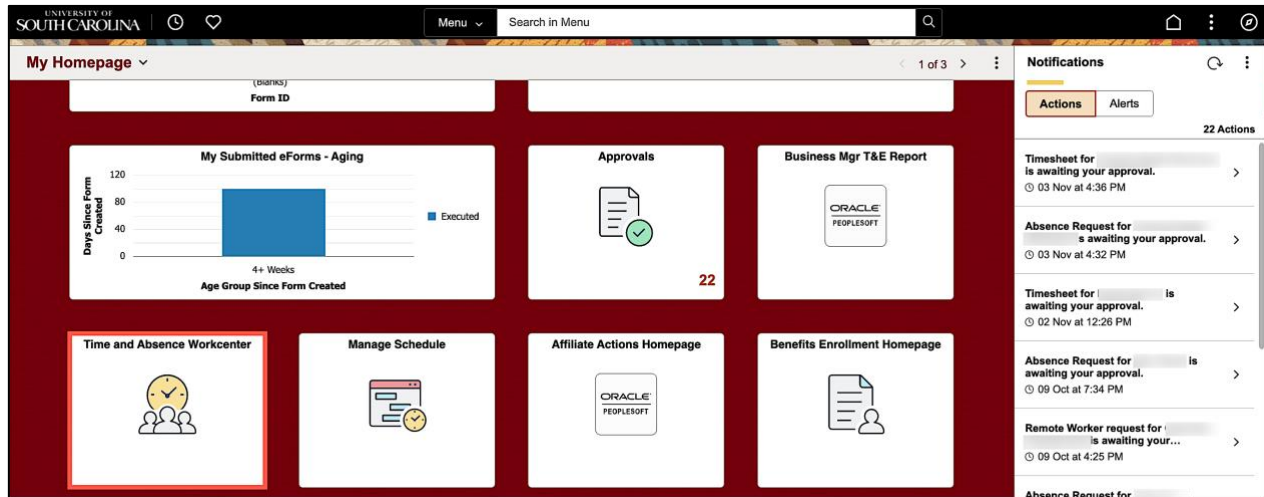 UNIVERSITY OF
SOUTH CAROLINA
Menu
Search in Menu
My Homepage
1 of 3
(Blanks)
Form ID
My Submitted eForms - Aging
Days Since Form
Created
120
80
40
0
4+ Weeks
Age Group Since Form Created
Executed
Approvals
22
Business Mgr T&E Report
ORACLE
PEOPLESOFT
Time and Absence Workcenter
Manage Schedule
Affiliate Actions Homepage
ORACLE
PEOPLESOFT
Benefits Enrollment Homepage
Notifications
Actions
Alerts
22 Actions
Timesheet for
is awaiting your approval.
03 Nov at 4:36 PM
Absence Request for
s awaiting your approval.
03 Nov at 4:32 PM
Timesheet for is
awaiting your approval.
02 Nov at 12:26 PM
Absence Request for is
awaiting your approval.
09 Oct at 7:34 PM
Remote Worker request for
is awaiting your...
09 Oct at 4:25 PM
Absence Request for